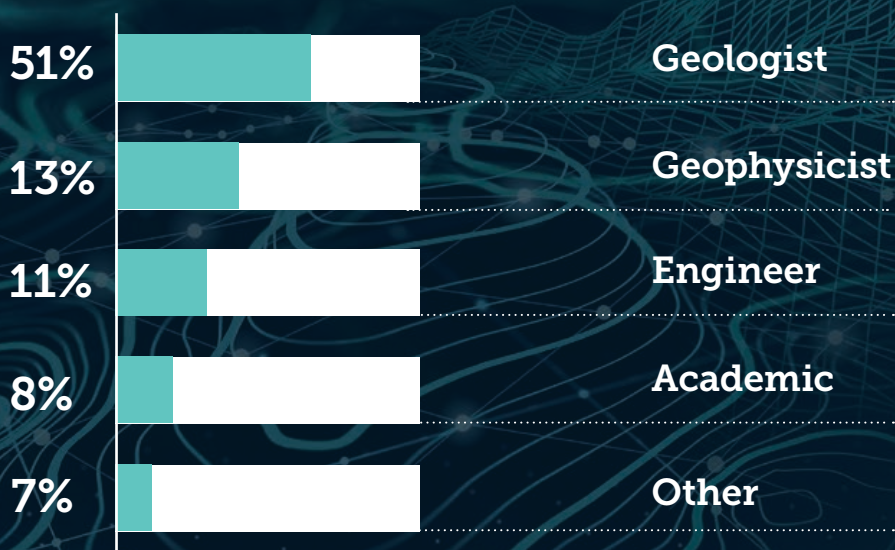 51% Geologist
13% Geophysicist
11% Engineer
8% Academic
7% Other